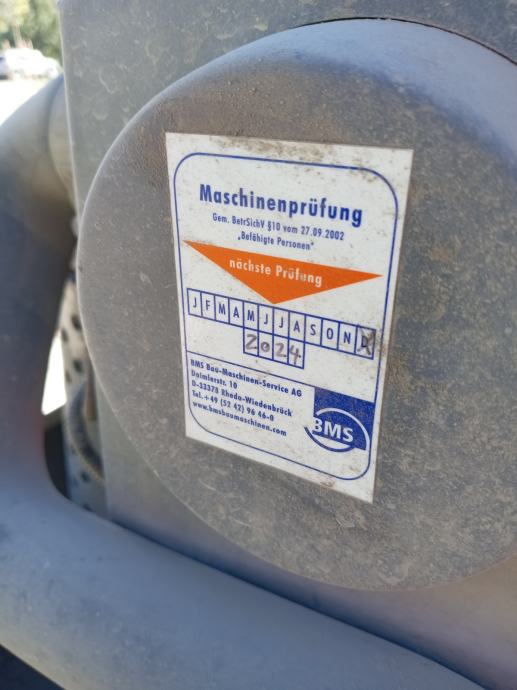 Maschinenprüfung
Gem. BetrSichV §10 vom 27.09.2002
„Befähigte Personen"
nächste Prüfung
J F M A M J J A S O N D
2024
BMS Bau-Maschinen-Service AG
Daimlerstr. 10
D-33378 Rheda-Wiedenbrück
Tel.+49 (52 42) 96 46-0
www.bmsbaumaschinen.com
BMS